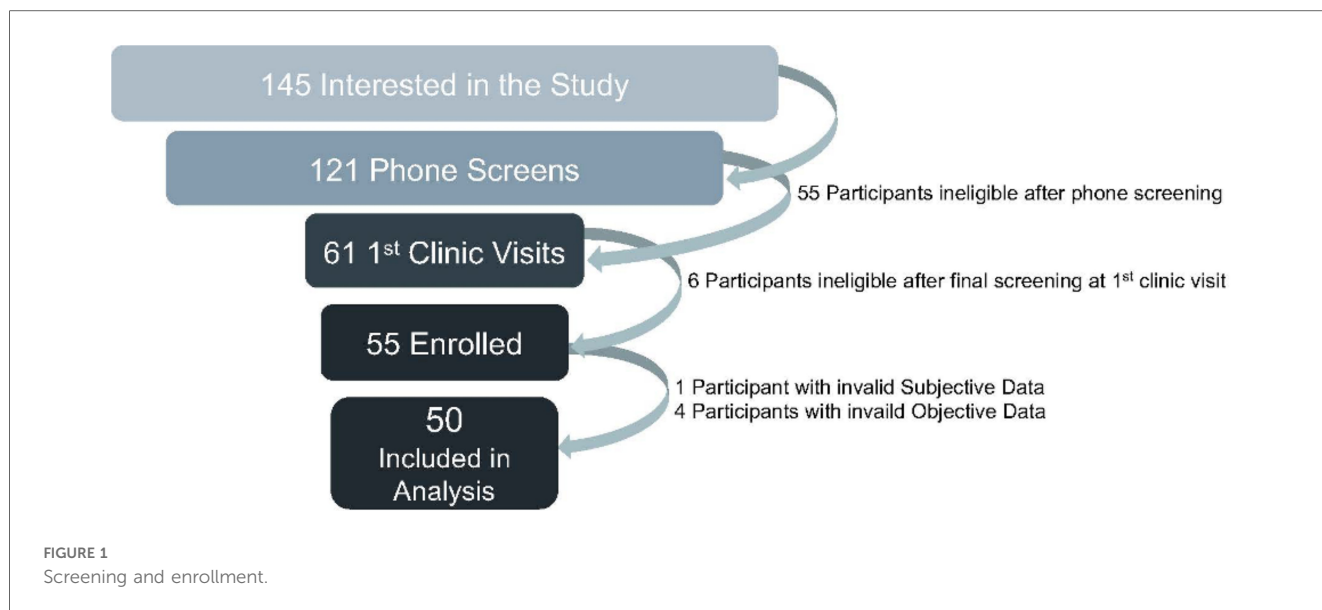 145 Interested in the Study
121 Phone Screens
55 Participants ineligible after phone screening
61 1st Clinic Visits
6 Participants ineligible after final screening at 1st clinic visit
55 Enrolled
1 Participant with invalid Subjective Data
4 Participants with invaild Objective Data
50
Included in
Analysis
FIGURE 1
Screening and enrollment.